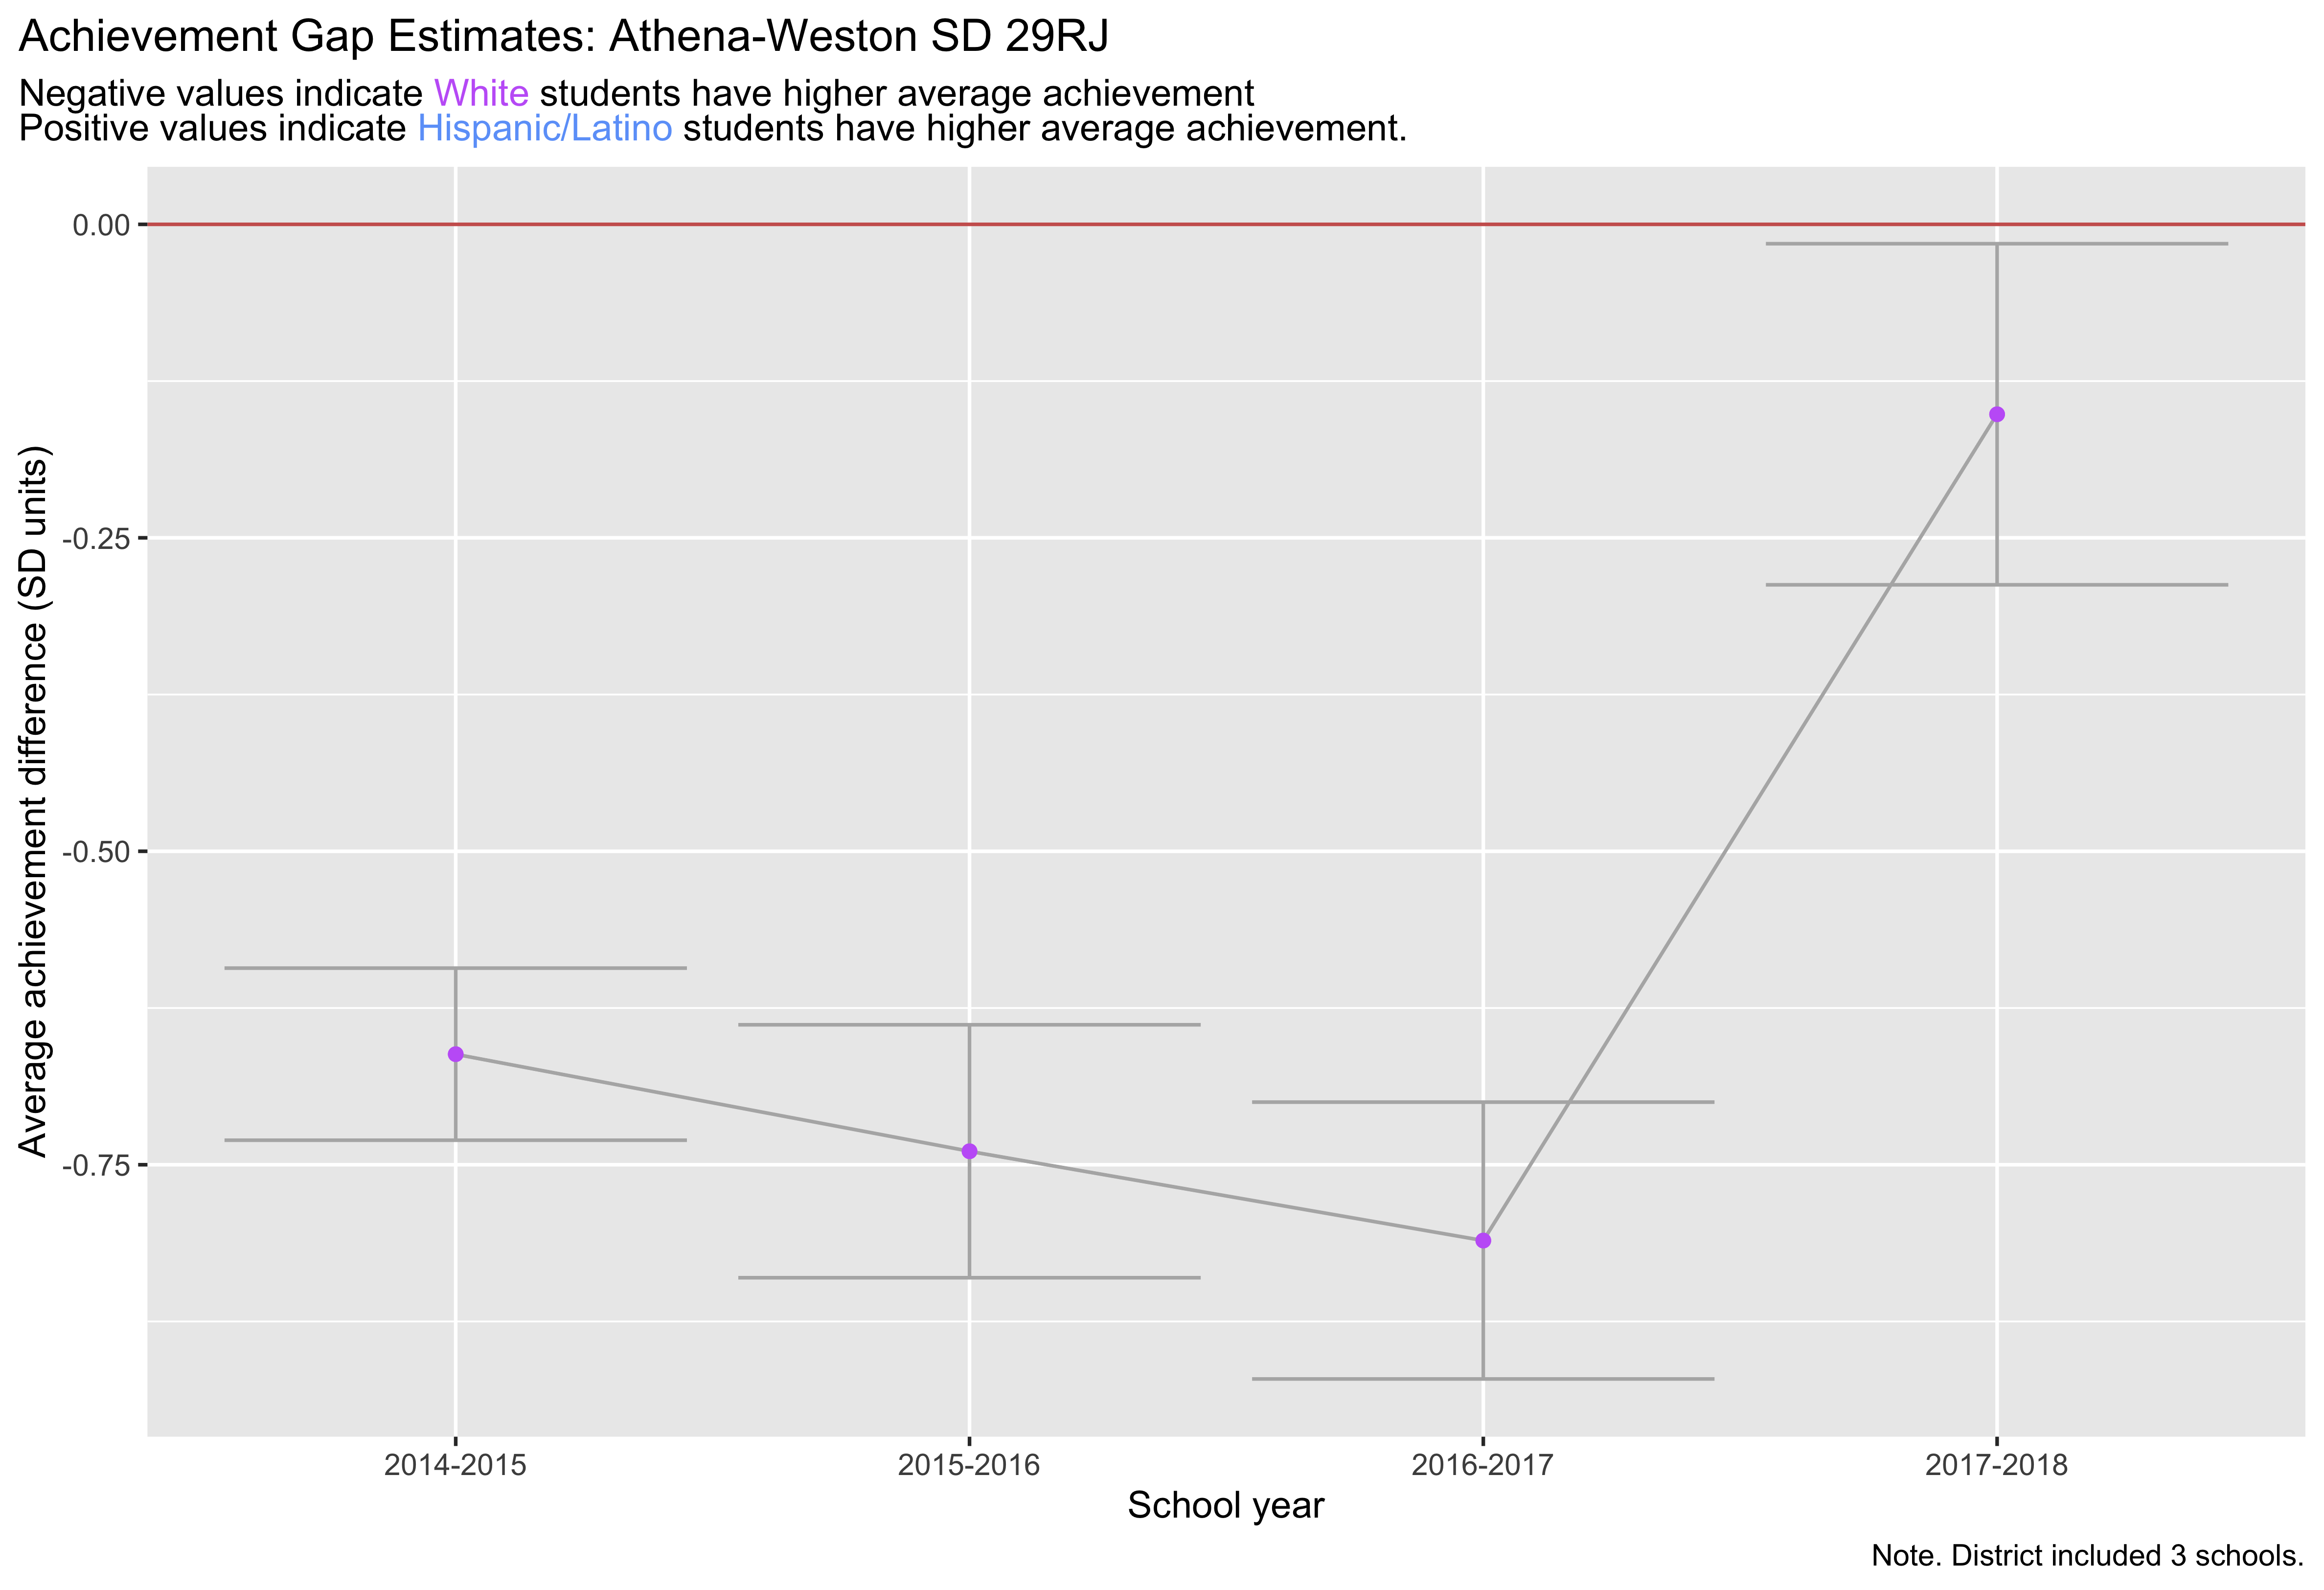 Achievement Gap Estimates: Athena-Weston SD 29RJ
Negative values indicate White students have higher average achievement
Positive values indicate Hispanic/Latino students have higher average achievement.
Average achievement difference (SD units)
0.00
-0.25
-0.50
-0.75
2014-2015
2015-2016
2016-2017
2017-2018
School year
Note. District included 3 schools.